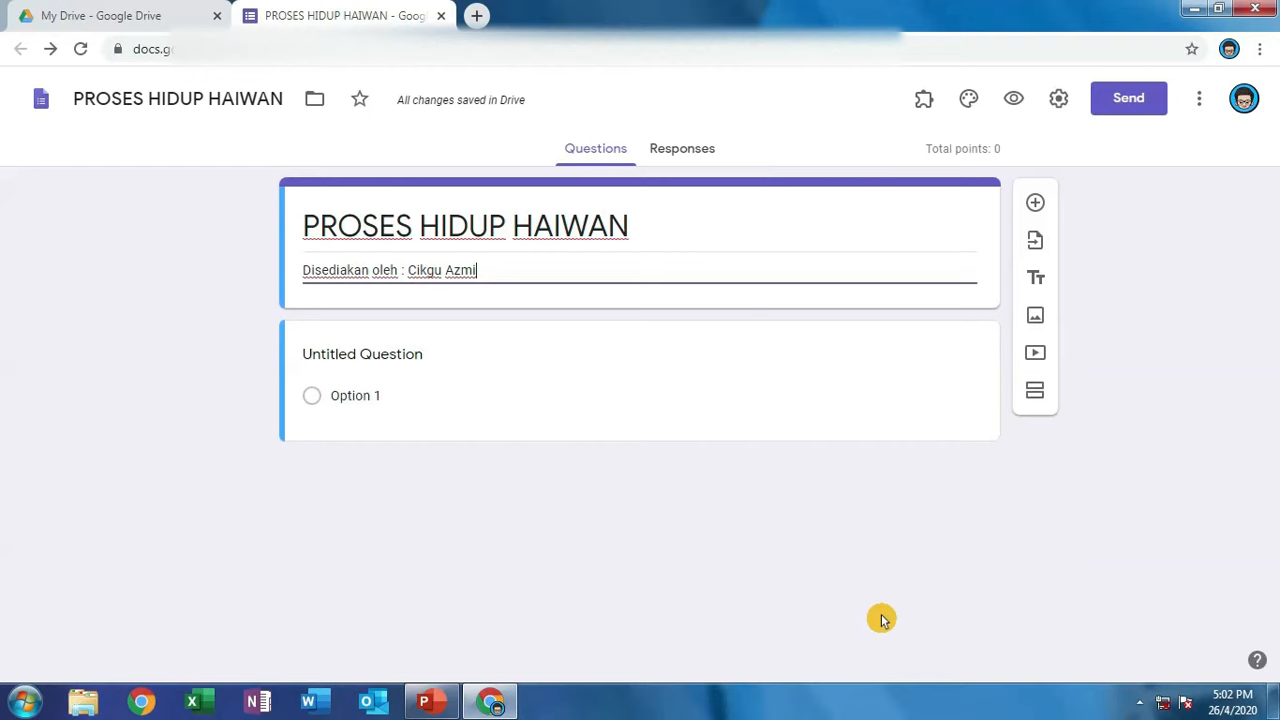 My Drive - Google Drive
PROSES HIDUP HAIWAN - Goog
docs.g
PROSES HIDUP HAIWAN
All changes saved in Drive
Send
Questions
Responses
Total points: 0
PROSES HIDUP HAIWAN
Disediakan oleh : Cikgu Azmi
Tt
Untitled Question
Option 1
5:02 PM
26/4/2020